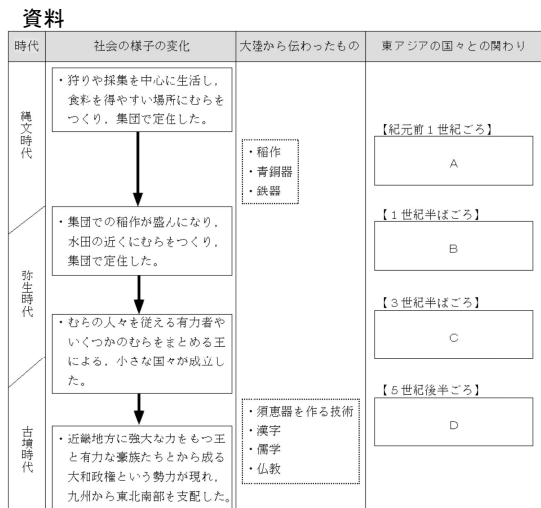 資料
時代
社会の様子の変化
大陸から伝わったもの
東アジアの国々との関わり
縄文時代
・狩りや採集を中心に生活し，
食料を得やすい場所にむらを
つくり，集団で定住した。
・稲作
・青銅器
・鉄器
【紀元前１世紀ごろ】
Ａ
弥生時代
・集団での稲作が盛んになり，
水田の近くにむらをつくり，
集団で定住した。
【１世紀半ばごろ】
Ｂ
・むらの人々を従える有力者や
いくつかのむらをまとめる王
による，小さな国々が成立し
た。
【３世紀半ばごろ】
Ｃ
古墳時代
・近畿地方に強大な力をもつ王
と有力な豪族たちとから成る
大和政権という勢力が現れ，
九州から東北南部を支配した。
・須恵器を作る技術
・漢字
・儒学
・仏教
【５世紀後半ごろ】
Ｄ